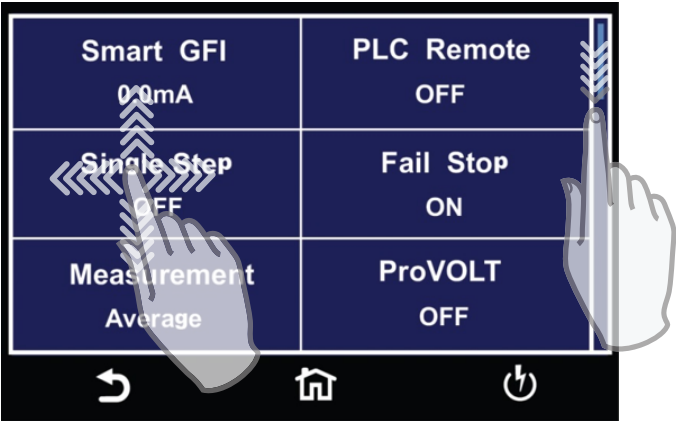 Smart GFI
0.0mA
PLC Remote
OFF
Single Step
OFF
Fail Stop
ON
Measurement
Average
ProVOLT
OFF